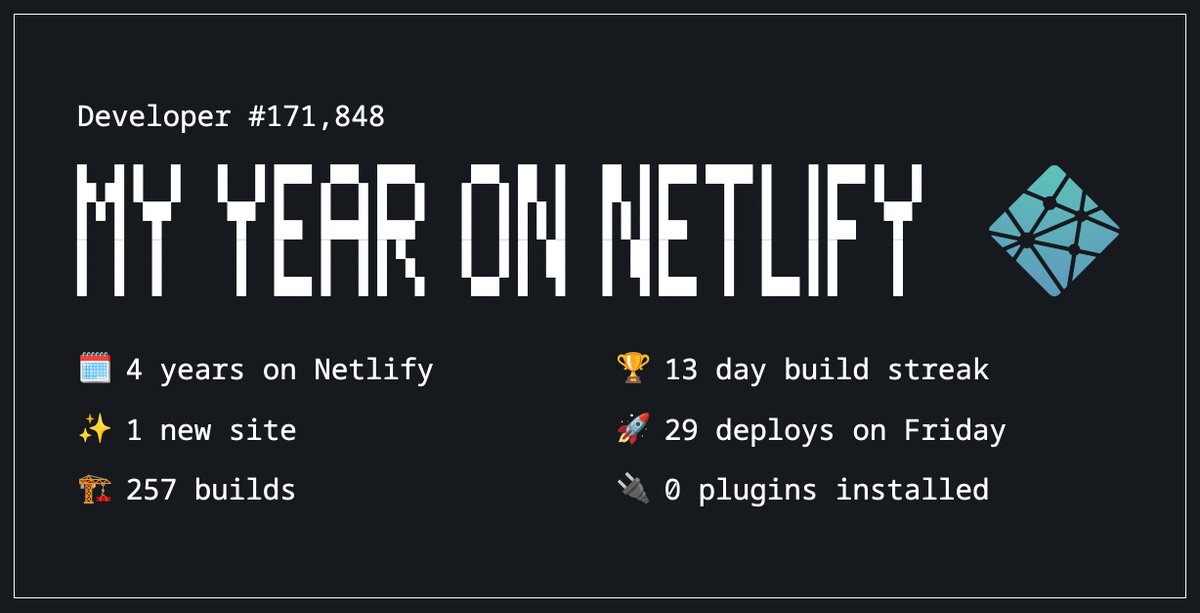 Developer #171,848
MY YEAR ON NETLIFY
4 years on Netlify
1 new site
257 builds
13 day build streak
29 deploys on Friday
0 plugins installed